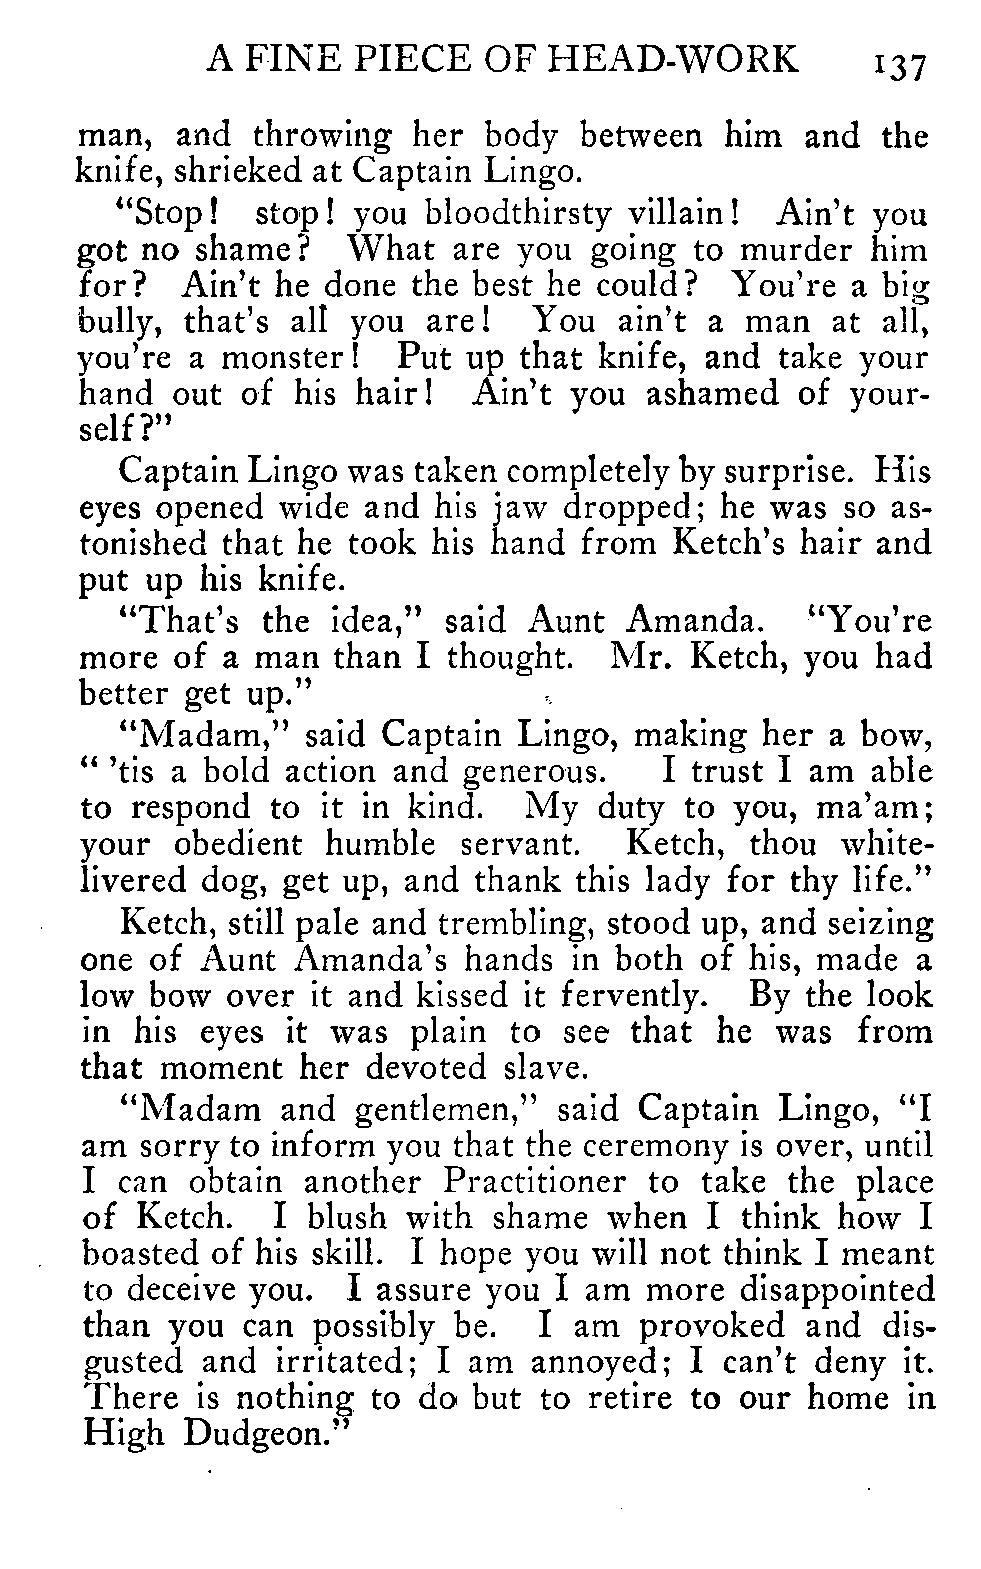 A FINE PIECE OF HEAD-WORK 137
man, and throwing her body between him and the
knife, shrieked at Captain Lingo.
“Stop! stop! you bloodthirsty villain! Ain’t you
got no shame? What are you going to murder him
for? Ain’t he done the best he could? You’re a big
bully, that’s all you are! You ain’t a man at all,
you’re a monster! Put up that knife, and take your
hand out of his hair! Ain’t you ashamed of your-
self?”
Captain Lingo was taken completely by surprise. His
eyes opened wide and his jaw dropped; he was so as-
tonished that he took his hand from Ketch’s hair and
put up his knife.
“That’s the idea,” said Aunt Amanda. “You’re
more of a man than I thought. Mr. Ketch, you had
better get up.”
“Madam,” said Captain Lingo, making her a bow,
“ ’tis a bold action and generous. I trust I am able
to respond to it in kind. My duty to you, ma’am;
your obedient humble servant. Ketch, thou white-
livered dog, get up, and thank this lady for thy life.”
Ketch, still pale and trembling, stood up, and seizing
one of Aunt Amanda’s hands in both of his, made a
low bow over it and kissed it fervently. By the look
in his eyes it was plain to see that he was from
that moment her devoted slave.
“Madam and gentlemen,” said Captain Lingo, “I
am sorry to inform you that the ceremony is over, until
I can obtain another Practitioner to take the place
of Ketch. I blush with shame when I think how I
boasted of his skill. I hope you will not think I meant
to deceive you. I assure you I am more disappointed
than you can possibly be. I am provoked and dis-
gusted and irritated; I am annoyed; I can’t deny it.
There is nothing to do but to retire to our home in
High Dudgeon.”